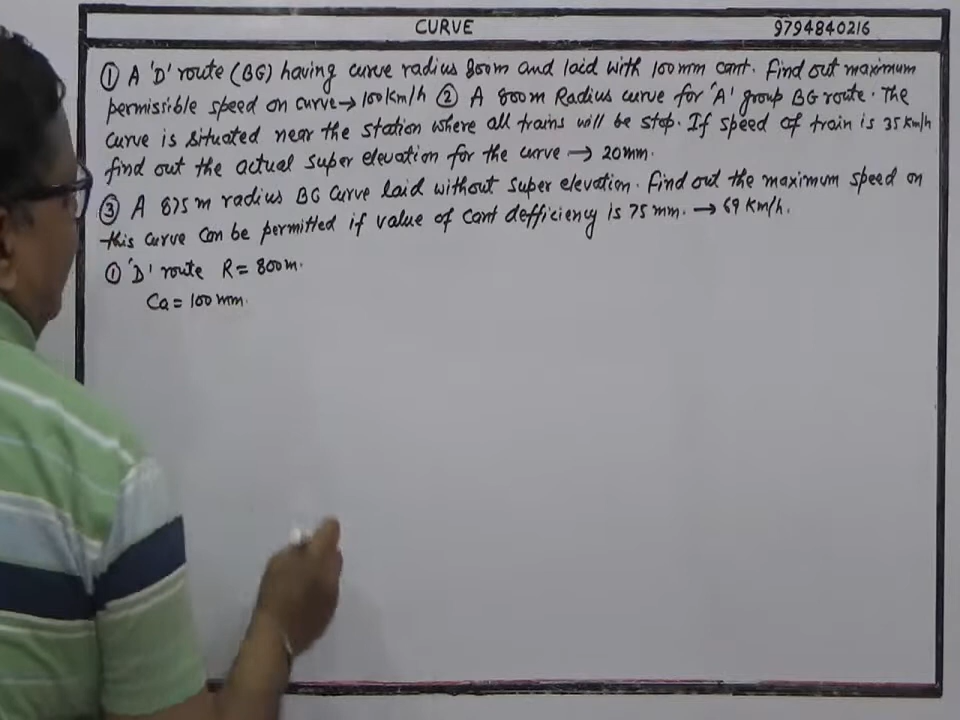 CURVE 9794840216
① A 'D' route (BG) having curve radius 800m and laid with 100mm cant. Find out maximum
permissible speed on curve → 100km/h ② A 800m Radius curve for 'A' group BG route. The
curve is situated near the station where all trains will be stop. If speed of train is 35 Km/h
find out the actual super elevation for the curve → 20mm.
③ A 875 m radius BG curve laid without super elevation. Find out the maximum speed on
this curve can be permitted if value of cant defficiency is 75 mm. → 69 Km/h.
① 'D' route R = 800m.
Ca = 100 mm.